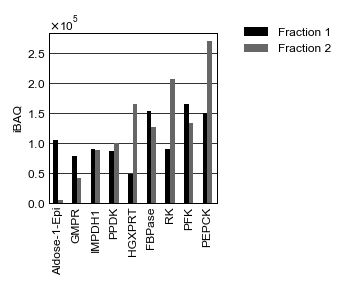 ×10⁵
Fraction 1
Fraction 2
iBAQ
2.5
2.0
1.5
1.0
0.5
0.0
Aldose-1-Epi
GMPR
IMPDH1
PPDK
HGXPRT
FBPase
RK
PFK
PEPCK